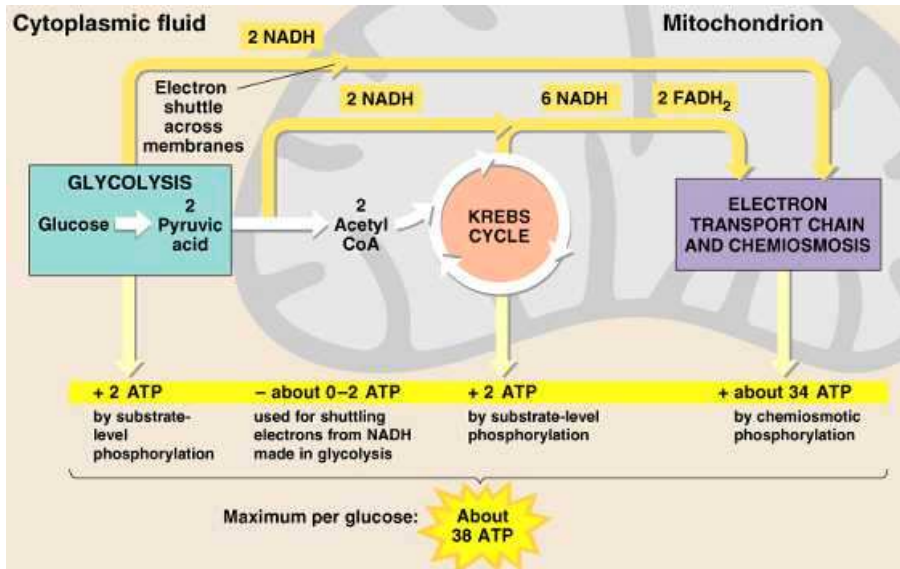 Cytoplasmic fluid
Mitochondrion
2 NADH
Electron
shuttle
across
membranes
2 NADH
6 NADH
2 FADH₂
GLYCOLYSIS
Glucose
2
Pyruvic
acid
2
Acetyl
CoA
KREBS
CYCLE
ELECTRON
TRANSPORT CHAIN
AND CHEMIOSMOSIS
+ 2 ATP
by substrate-
level
phosphorylation
– about 0–2 ATP
used for shuttling
electrons from NADH
made in glycolysis
+ 2 ATP
by substrate-level
phosphorylation
+ about 34 ATP
by chemiosmotic
phosphorylation
Maximum per glucose:
About
38 ATP